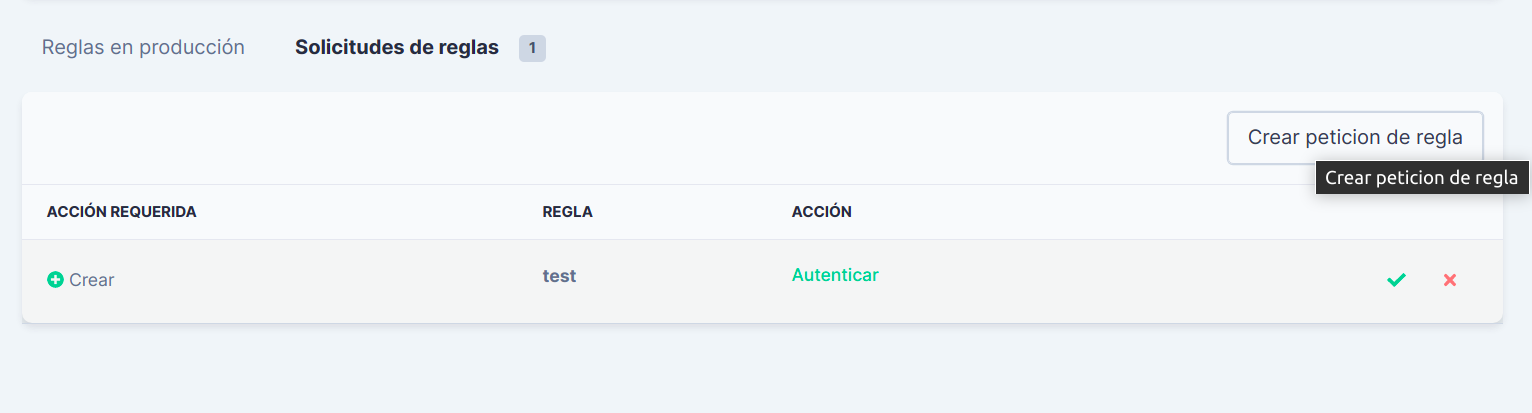 Reglas en producción
Solicitudes de reglas 1
Crear peticion de regla
Crear peticion de regla
ACCIÓN REQUERIDA REGLA ACCIÓN
Crear test Autenticar